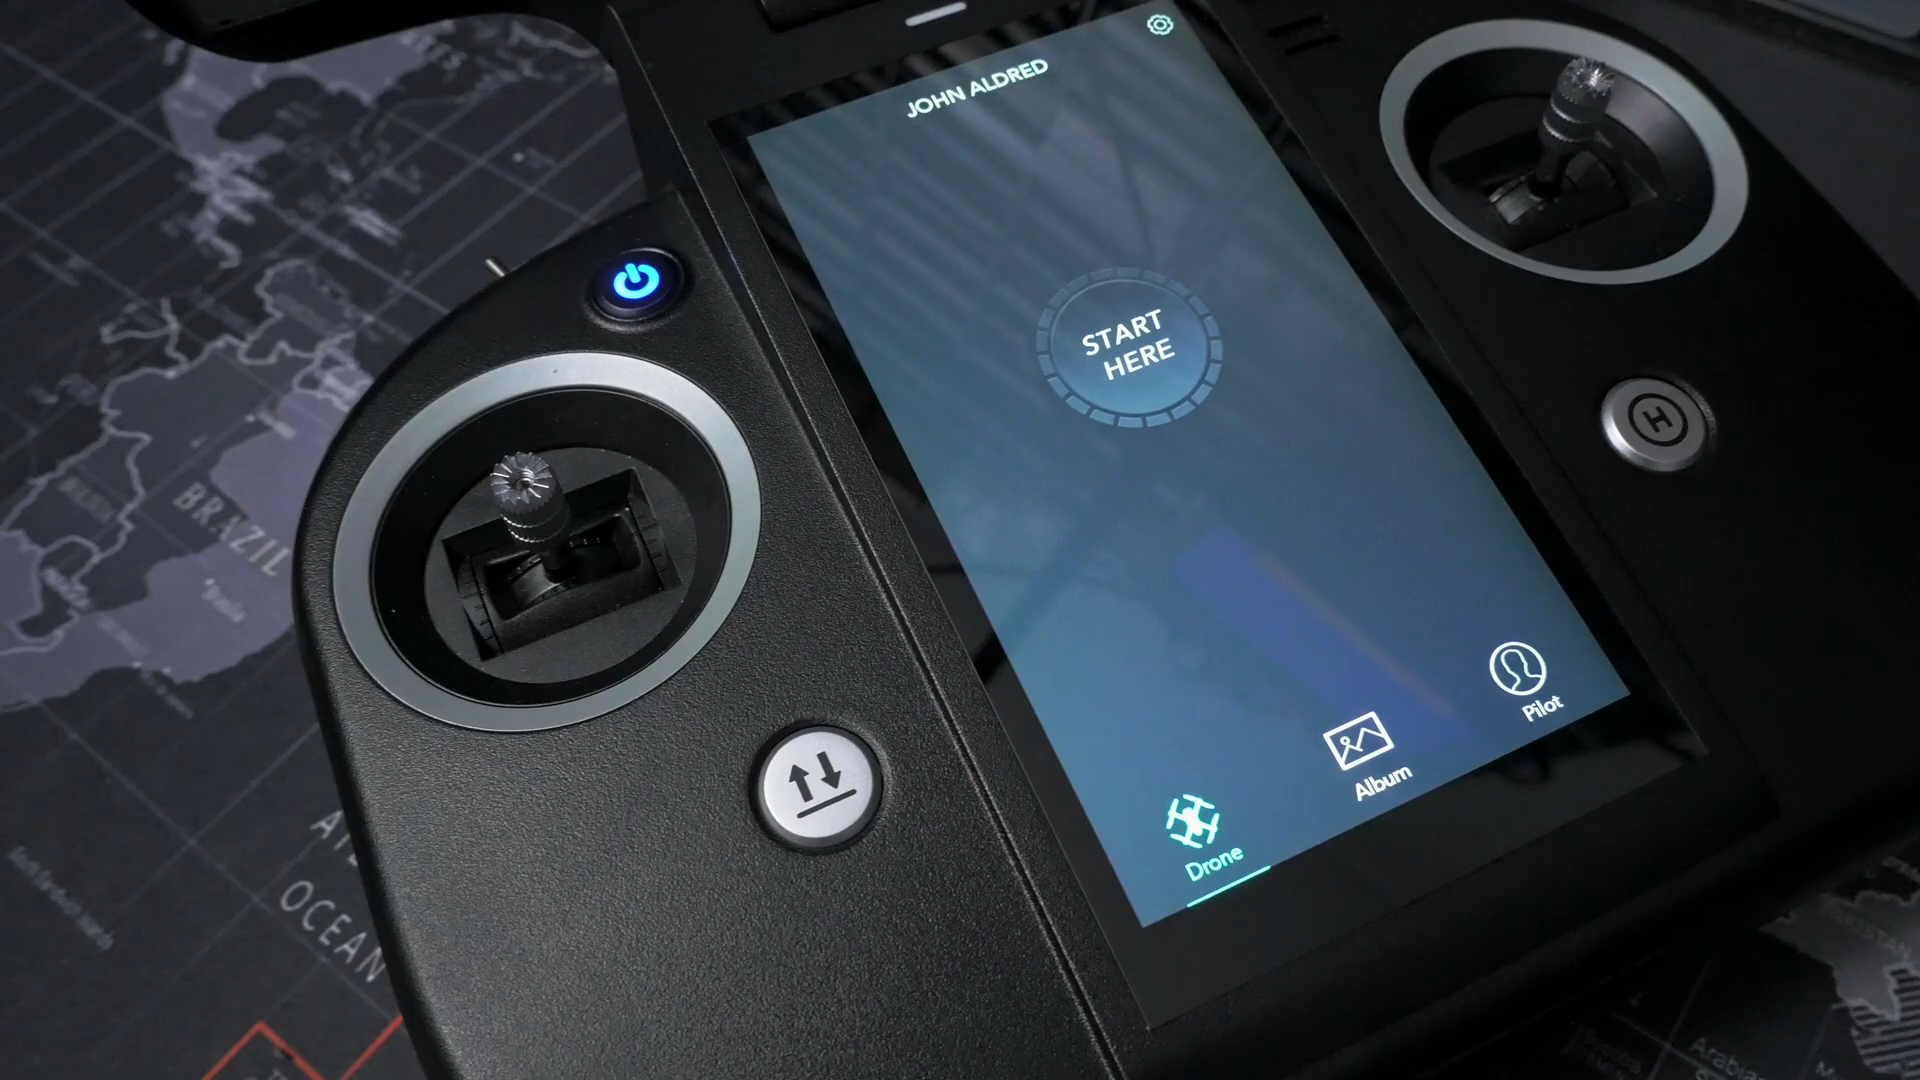 JOHN ALDRED
START
HERE
H
Pilot
Album
Drone
BRAZIL
OCEAN